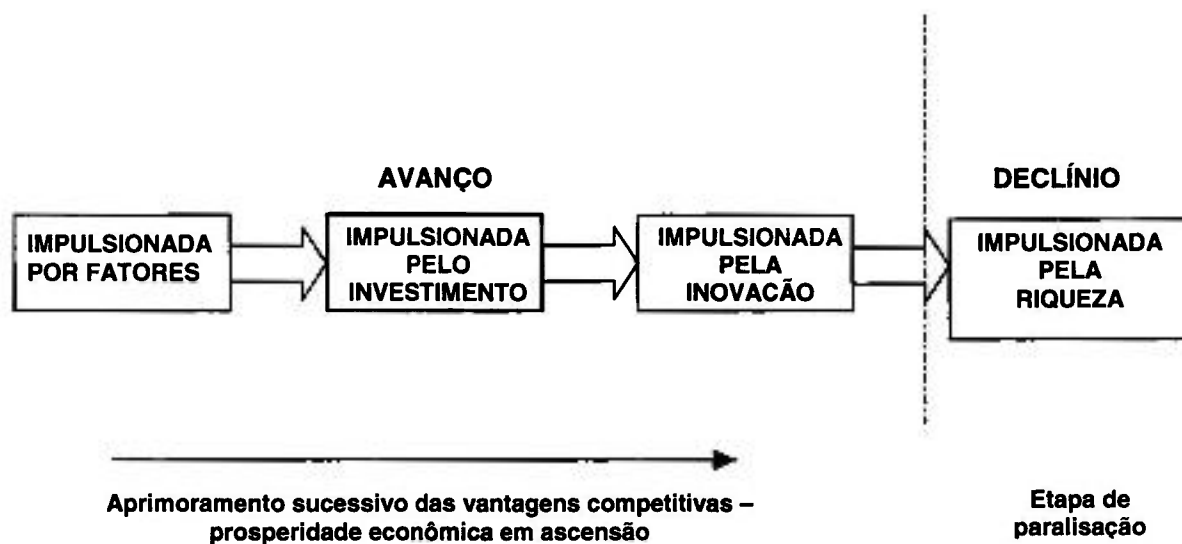 AVANÇO
DECLÍNIO
IMPULSIONADA
POR FATORES
IMPULSIONADA
PELO
INVESTIMENTO
IMPULSIONADA
PELA
INOVACÃO
IMPULSIONADA
PELA
RIQUEZA
Aprimoramento sucessivo das vantagens competitivas –
prosperidade econômica em ascensão
Etapa de
paralisação